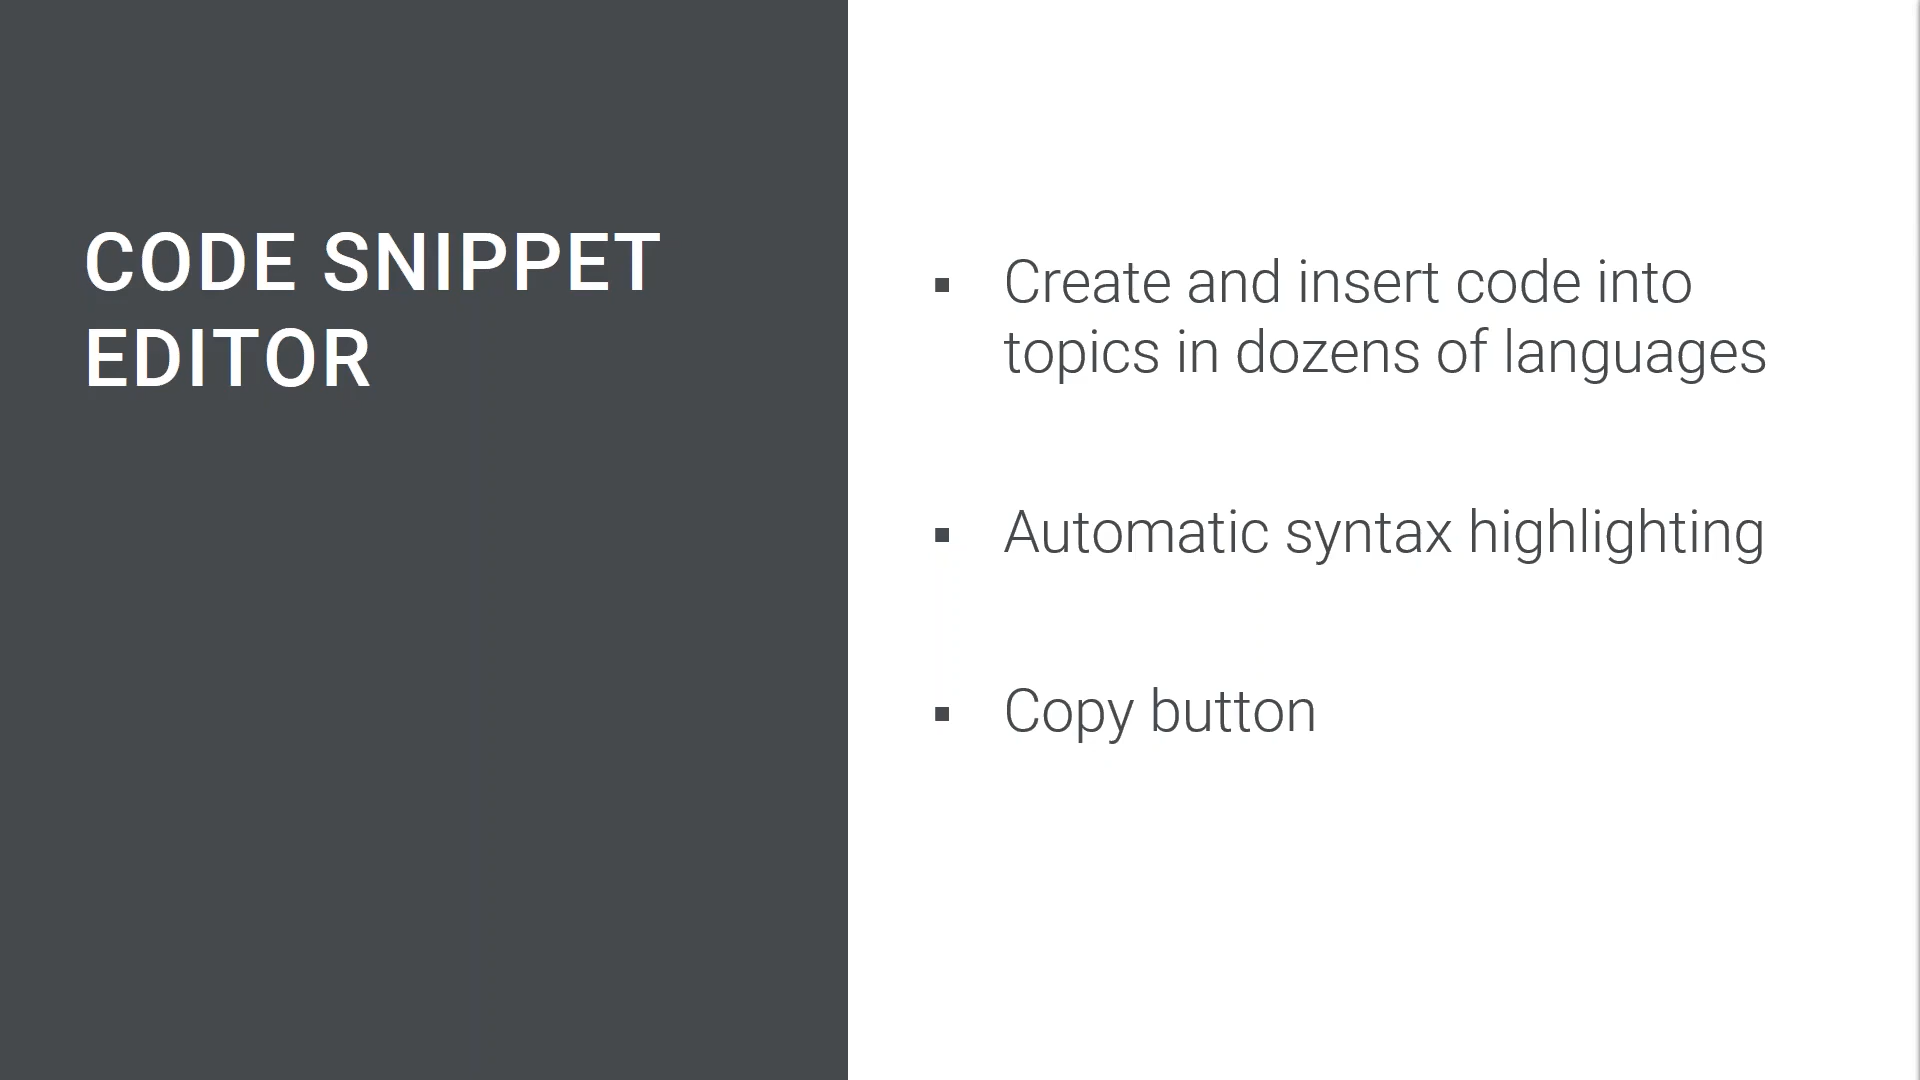 CODE SNIPPET
EDITOR
▪ Create and insert code into
topics in dozens of languages
▪ Automatic syntax highlighting
▪ Copy button